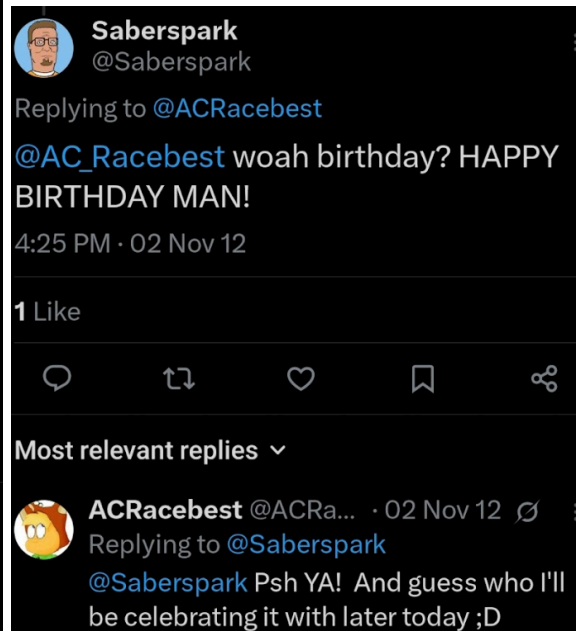 Saberspark
@Saberspark
Replying to @ACRacebest
@AC_Racebest woah birthday? HAPPY
BIRTHDAY MAN!
4:25 PM · 02 Nov 12
1 Like
Most relevant replies
ACRacebest @ACRa... · 02 Nov 12
Replying to @Saberspark
@Saberspark Psh YA! And guess who I'll
be celebrating it with later today ;D